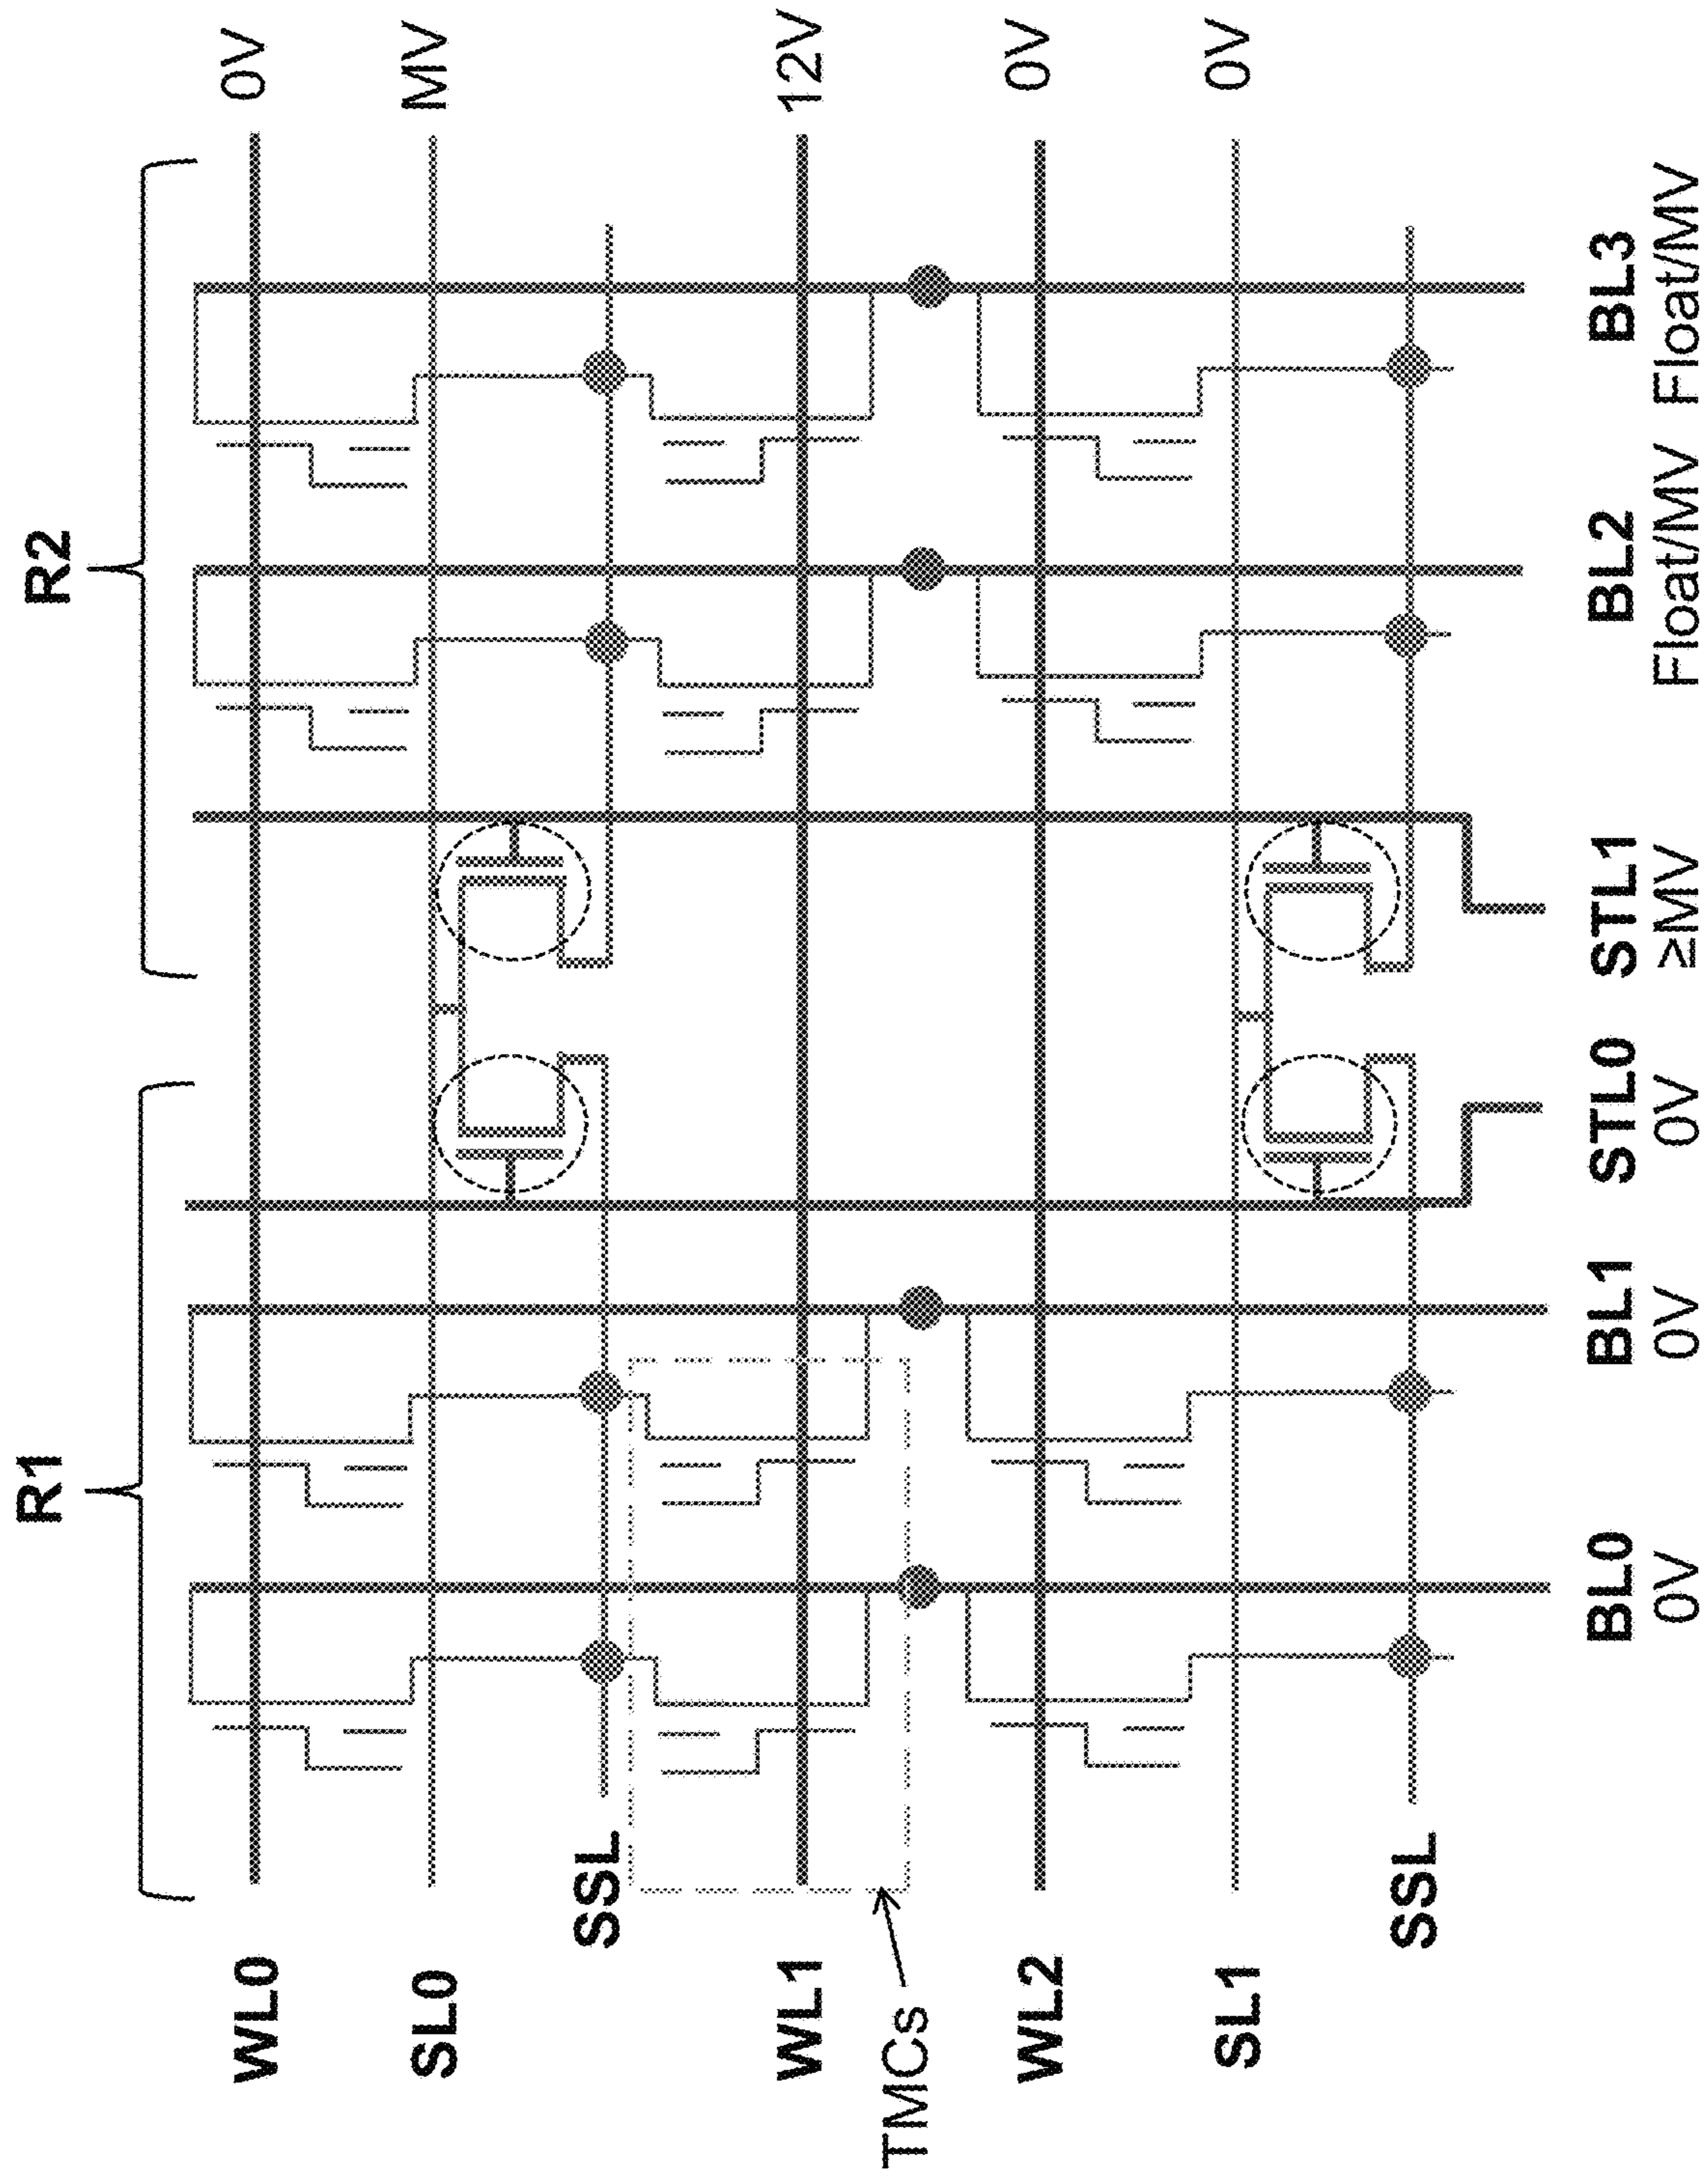 R1 R2
WL0 0V
SL0 MV
SSL
WL1 12V
TMCs
WL2 0V
SL1 0V
SSL
BL0 BL1 STL0 STL1 BL2 BL3
0V 0V 0V ≥MV Float/MV Float/MV